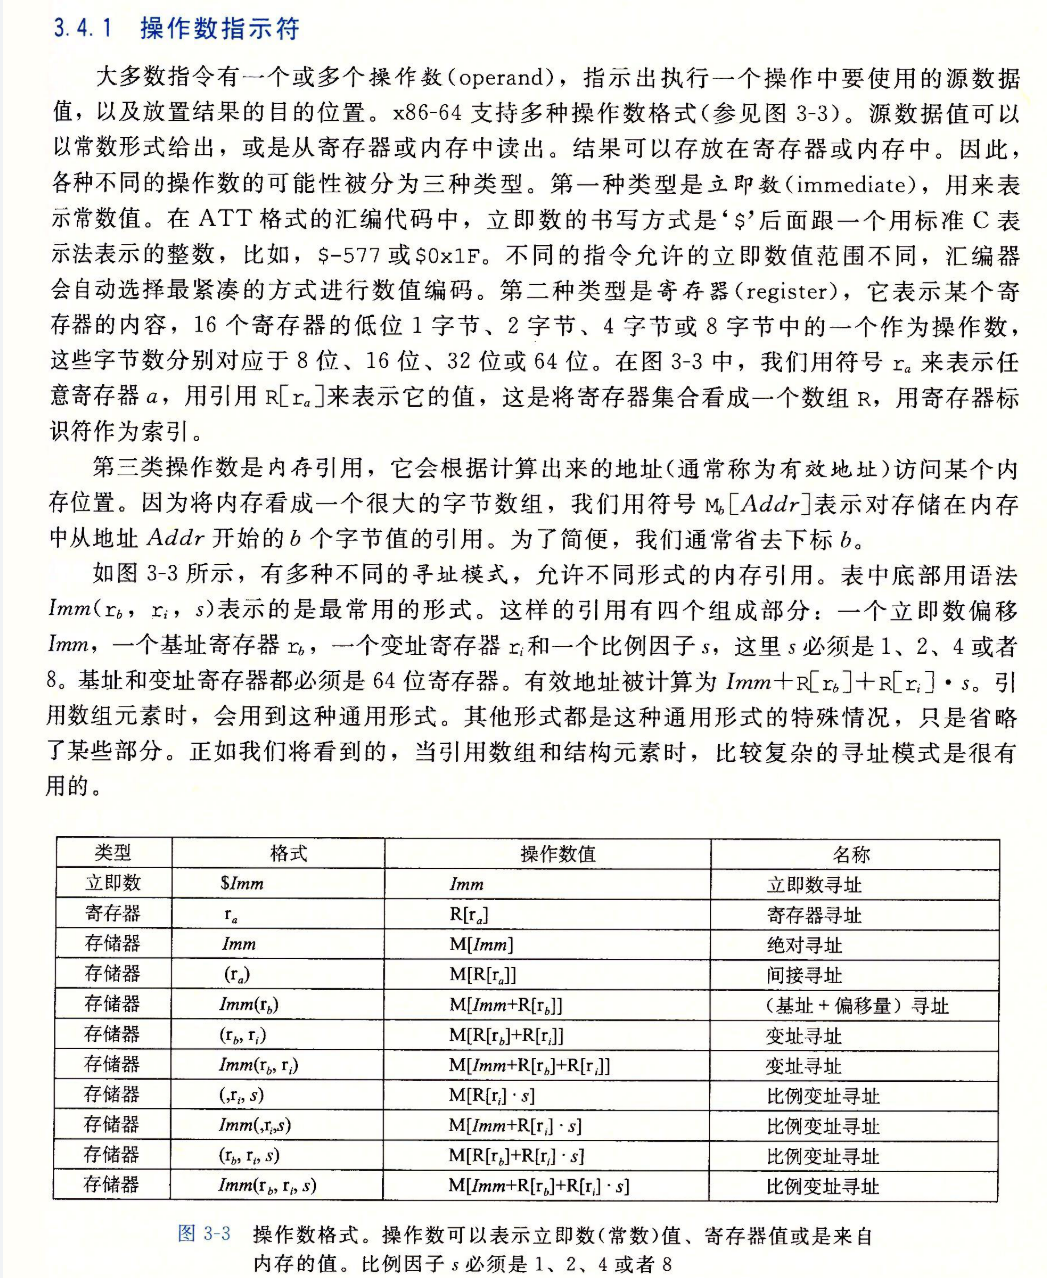 3.4.1 操作数指示符
大多数指令有一个或多个操作数(operand)，指示出执行一个操作中要使用的源数据
值，以及放置结果的目的位置。x86-64 支持多种操作数格式(参见图 3-3)。源数据值可以
以常数形式给出，或是从寄存器或内存中读出。结果可以存放在寄存器或内存中。因此，
各种不同的操作数的可能性被分为三种类型。第一种类型是立即数(immediate)，用来表
示常数值。在 ATT 格式的汇编代码中，立即数的书写方式是‘$’后面跟一个用标准 C 表
示法表示的整数，比如，$-577 或 $0x1F。不同的指令允许的立即数值范围不同，汇编器
会自动选择最紧凑的方式进行数值编码。第二种类型是寄存器(register)，它表示某个寄
存器的内容，16 个寄存器的低位 1 字节、2 字节、4 字节或 8 字节中的一个作为操作数，
这些字节数分别对应于 8 位、16 位、32 位或 64 位。在图 3-3 中，我们用符号 rₐ 来表示任
意寄存器 a，用引用 R[rₐ]来表示它的值，这是将寄存器集合看成一个数组 R，用寄存器标
识符作为索引。
第三类操作数是内存引用，它会根据计算出来的地址(通常称为有效地址)访问某个内
存位置。因为将内存看成一个很大的字节数组，我们用符号 M_b[Addr]表示对存储在内存
中从地址 Addr 开始的 b 个字节值的引用。为了简便，我们通常省去下标 b。
如图 3-3 所示，有多种不同的寻址模式，允许不同形式的内存引用。表中底部用语法
Imm(r_b，r_i，s)表示的是最常用的形式。这样的引用有四个组成部分：一个立即数偏移
Imm，一个基址寄存器 r_b，一个变址寄存器 r_i和一个比例因子 s，这里 s 必须是 1、2、4 或者
8。基址和变址寄存器都必须是 64 位寄存器。有效地址被计算为 Imm+R[r_b]+R[r_i]·s。引
用数组元素时，会用到这种通用形式。其他形式都是这种通用形式的特殊情况，只是省略
了某些部分。正如我们将看到的，当引用数组和结构元素时，比较复杂的寻址模式是很有
用的。
类型 格式 操作数值 名称
立即数 $Imm Imm 立即数寻址
寄存器 rₐ R[rₐ] 寄存器寻址
存储器 Imm M[Imm] 绝对寻址
存储器 (rₐ) M[R[rₐ]] 间接寻址
存储器 Imm(r_b) M[Imm+R[r_b]] （基址+偏移量）寻址
存储器 (r_b, r_i) M[R[r_b]+R[r_i]] 变址寻址
存储器 Imm(r_b, r_i) M[Imm+R[r_b]+R[r_i]] 变址寻址
存储器 (,r_i, s) M[R[r_i]·s] 比例变址寻址
存储器 Imm(,r_i,s) M[Imm+R[r_i]·s] 比例变址寻址
存储器 (r_b, r_i, s) M[R[r_b]+R[r_i]·s] 比例变址寻址
存储器 Imm(r_b, r_i, s) M[Imm+R[r_b]+R[r_i]·s] 比例变址寻址
图 3-3 操作数格式。操作数可以表示立即数(常数)值、寄存器值或是来自
内存的值。比例因子 s 必须是 1、2、4 或者 8